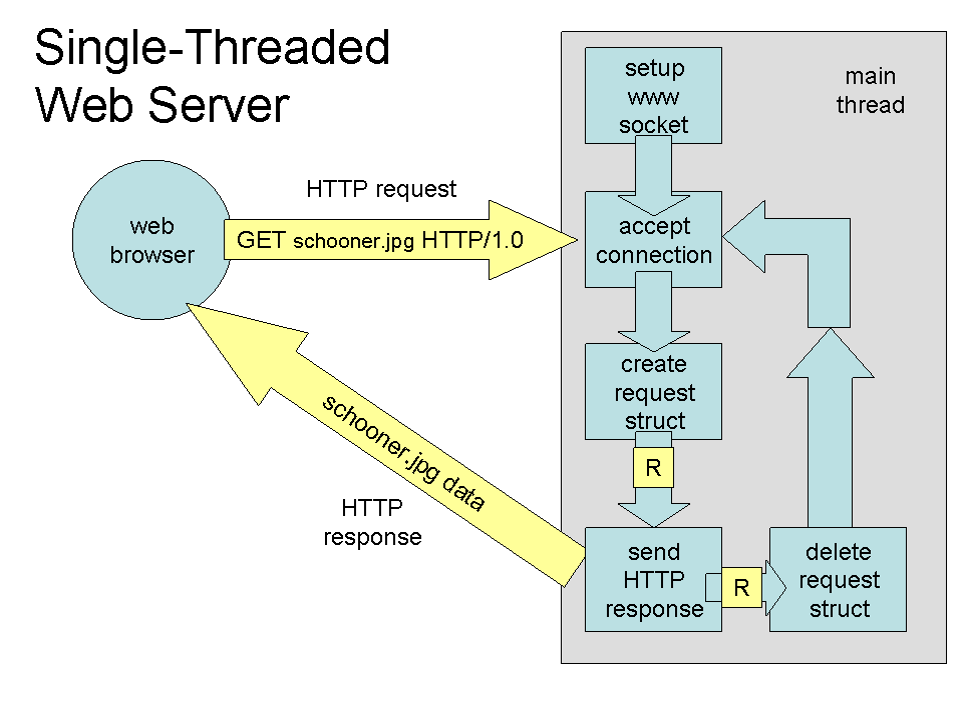 Single-Threaded
Web Server
main
thread
setup
www
socket
HTTP request
web
browser
GET schooner.jpg HTTP/1.0
accept
connection
create
request
struct
R
schooner.jpg data
HTTP
response
send
HTTP
response
R
delete
request
struct